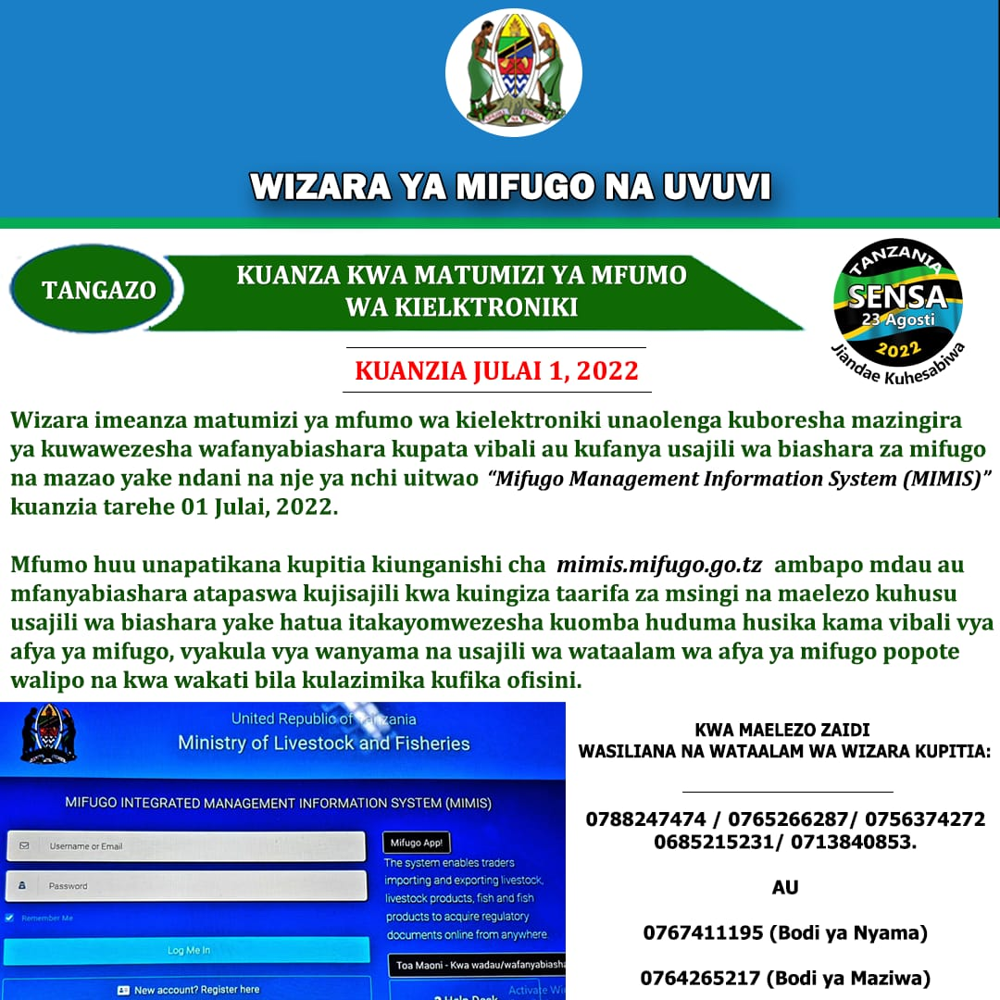 WIZARA YA MIFUGO NA UVUVI
TANGAZO
KUANZA KWA MATUMIZI YA MFUMO
WA KIELKTRONIKI
TANZANIA
SENSA
23 Agosti
2022
Jiandae Kuhesabiwa
KUANZIA JULAI 1, 2022
Wizara imeanza matumizi ya mfumo wa kielektroniki unaolenga kuboresha mazingira
ya kuwawezesha wafanyabiashara kupata vibali au kufanya usajili wa biashara za mifugo
na mazao yake ndani na nje ya nchi uitwao “Mifugo Management Information System (MIMIS)”
kuanzia tarehe 01 Julai, 2022.
Mfumo huu unapatikana kupitia kiunganishi cha mimis.mifugo.go.tz ambapo mdau au
mfanyabiashara atapaswa kujisajili kwa kuingiza taarifa za msingi na maelezo kuhusu
usajili wa biashara yake hatua itakayomwezesha kuomba huduma husika kama vibali vya
afya ya mifugo, vyakula vya wanyama na usajili wa wataalam wa afya ya mifugo popote
walipo na kwa wakati bila kulazimika kufika ofisini.
United Republic of Tanzania
Ministry of Livestock and Fisheries
MIFUGO INTEGRATED MANAGEMENT INFORMATION SYSTEM (MIMIS)
Username or Email
Password
Remember Me
Log Me In
New account? Register here
Mifugo App!
The system enables traders
importing and exporting livestock,
livestock products, fish and fish
products to acquire regulatory
documents online from anywhere.
Toa Maoni - Kwa wadau/wafanyabiasha
Help Desk
Activate Wi
KWA MAELEZO ZAIDI
WASILIANA NA WATAALAM WA WIZARA KUPITIA:
0788247474 / 0765266287/ 0756374272
0685215231/ 0713840853.
AU
0767411195 (Bodi ya Nyama)
0764265217 (Bodi ya Maziwa)